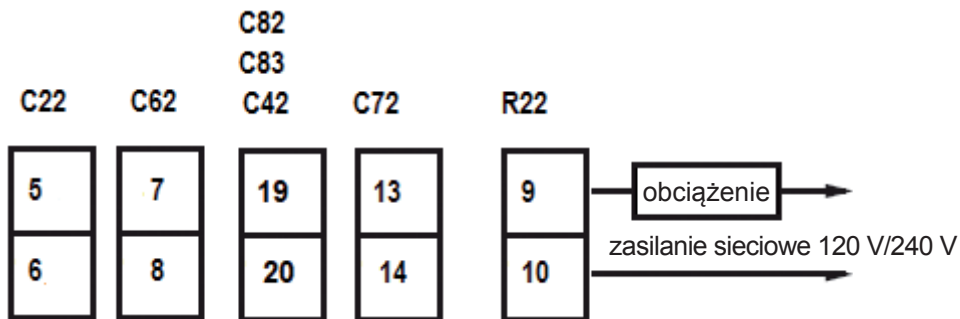 C82
C83
C22 C62 C42 C72 R22
5 7 19 13 9 obciążenie
zasilanie sieciowe 120 V/240 V
6 8 20 14 10